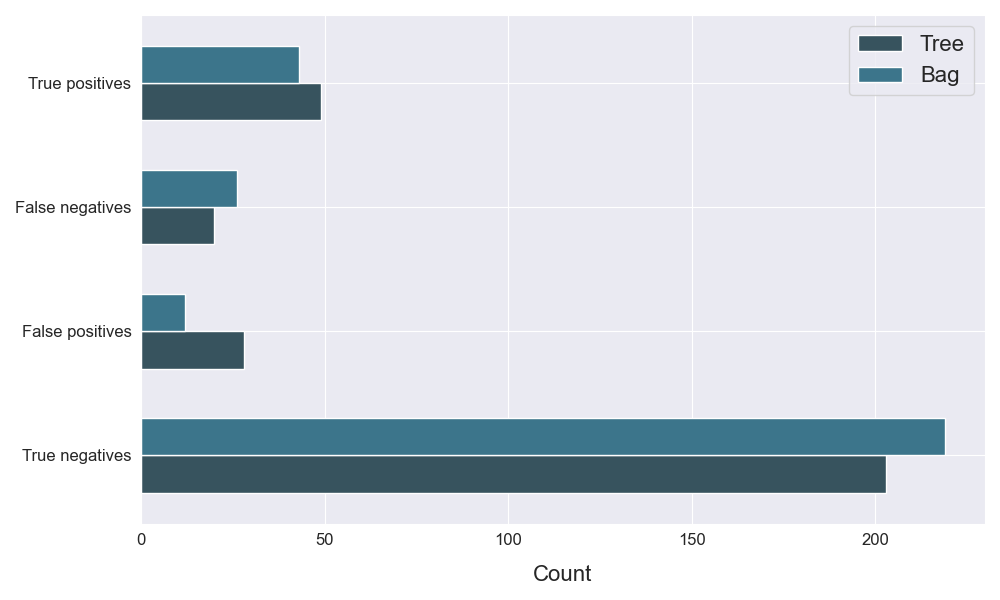 Tree
Bag
True positives
False negatives
False positives
True negatives
0 50 100 150 200
Count